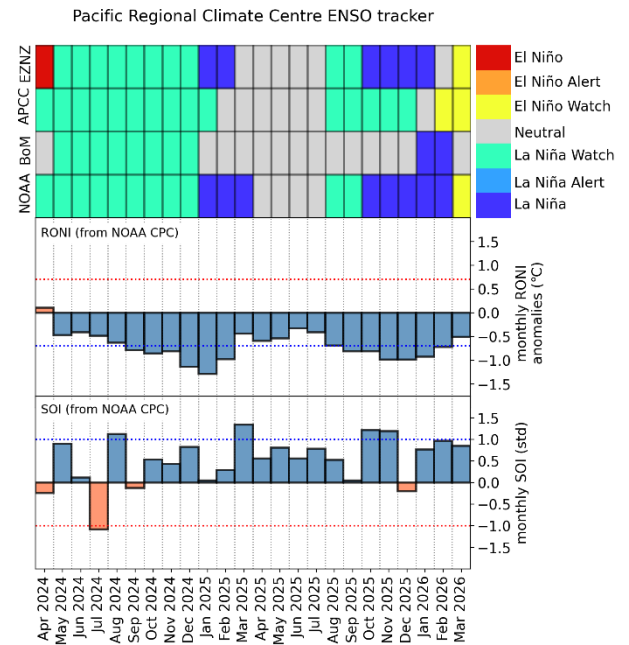 Pacific Regional Climate Centre ENSO tracker
EZNZ
APCC
BoM
NOAA
El Niño
El Niño Alert
El Niño Watch
Neutral
La Niña Watch
La Niña Alert
La Niña
RONI (from NOAA CPC)
1.5
1.0
0.5
0.0
−0.5
−1.0
−1.5
monthly RONI
anomalies (°C)
SOI (from NOAA CPC)
1.5
1.0
0.5
0.0
−0.5
−1.0
−1.5
monthly SOI (std)
Apr 2024
May 2024
Jun 2024
Jul 2024
Aug 2024
Sep 2024
Oct 2024
Nov 2024
Dec 2024
Jan 2025
Feb 2025
Mar 2025
Apr 2025
May 2025
Jun 2025
Jul 2025
Aug 2025
Sep 2025
Oct 2025
Nov 2025
Dec 2025
Jan 2026
Feb 2026
Mar 2026